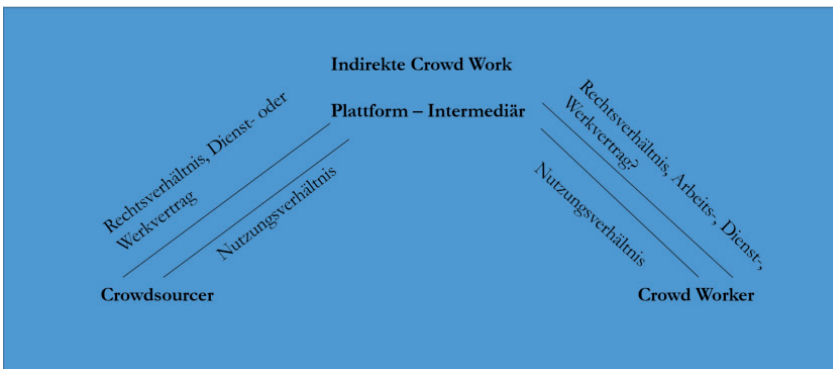 Indirekte Crowd Work
Plattform – Intermediär
Rechtsverhältnis, Dienst- oder
Werkvertrag
Nutzungsverhältnis
Nutzungsverhältnis
Rechtsverhältnis, Arbeits-, Dienst-,
Werkvertrag?
Crowdsourcer
Crowd Worker